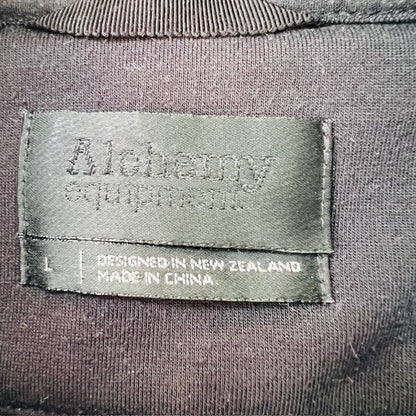 Alchemy
equipment
L
DESIGNED IN NEW ZEALAND
MADE IN CHINA